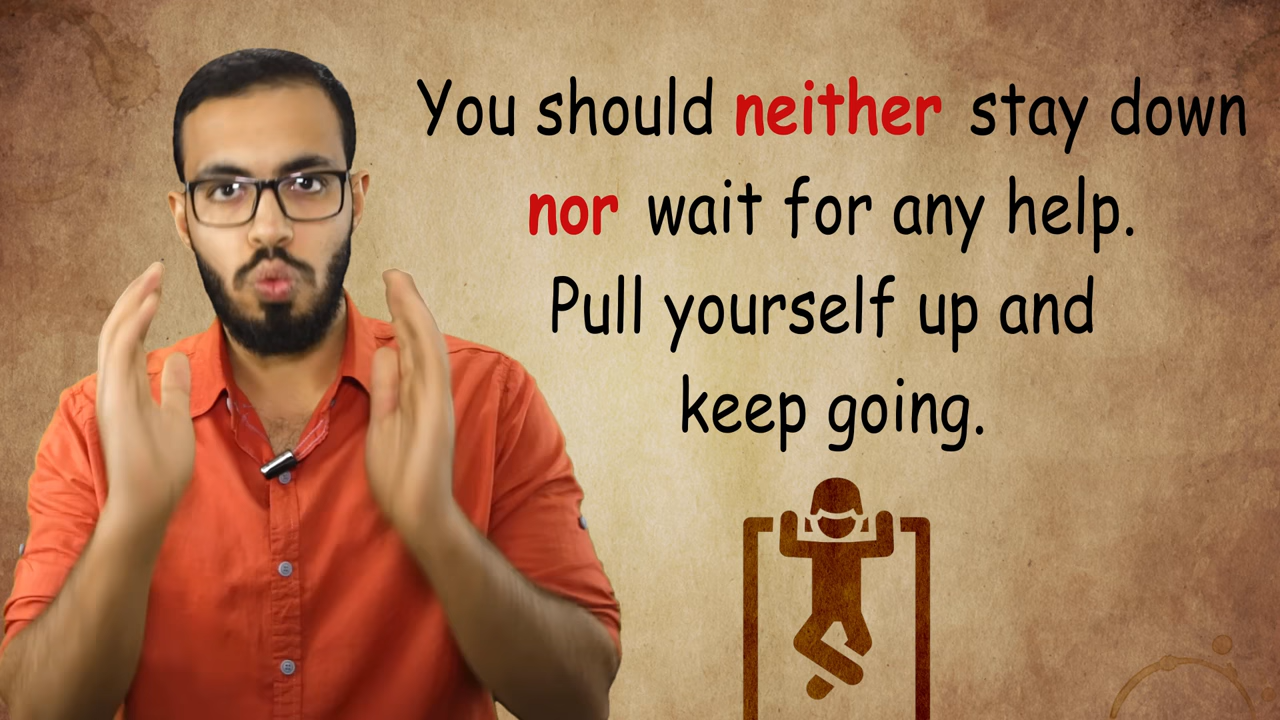 You should neither stay down
nor wait for any help.
Pull yourself up and
keep going.